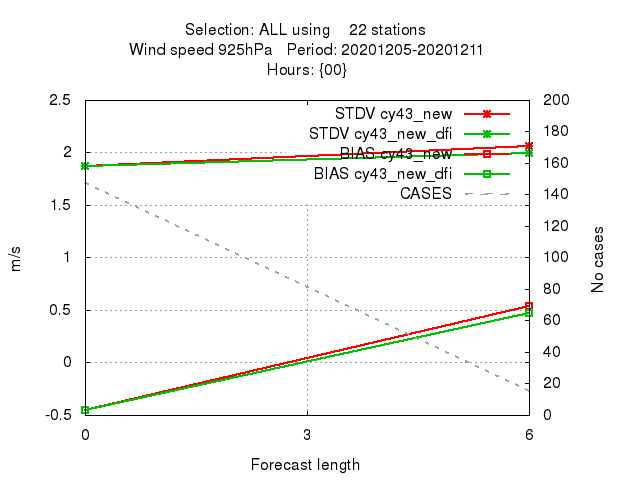 Selection: ALL using 22 stations
Wind speed 925hPa Period: 20201205-20201211
Hours: {00}
2.5
2
1.5
1
0.5
0
-0.5
200
180
160
140
120
100
80
60
40
20
0
STDV cy43_new
STDV cy43_new_dfi
BIAS cy43_new
BIAS cy43_new_dfi
CASES
m/s
No cases
0 3 6
Forecast length